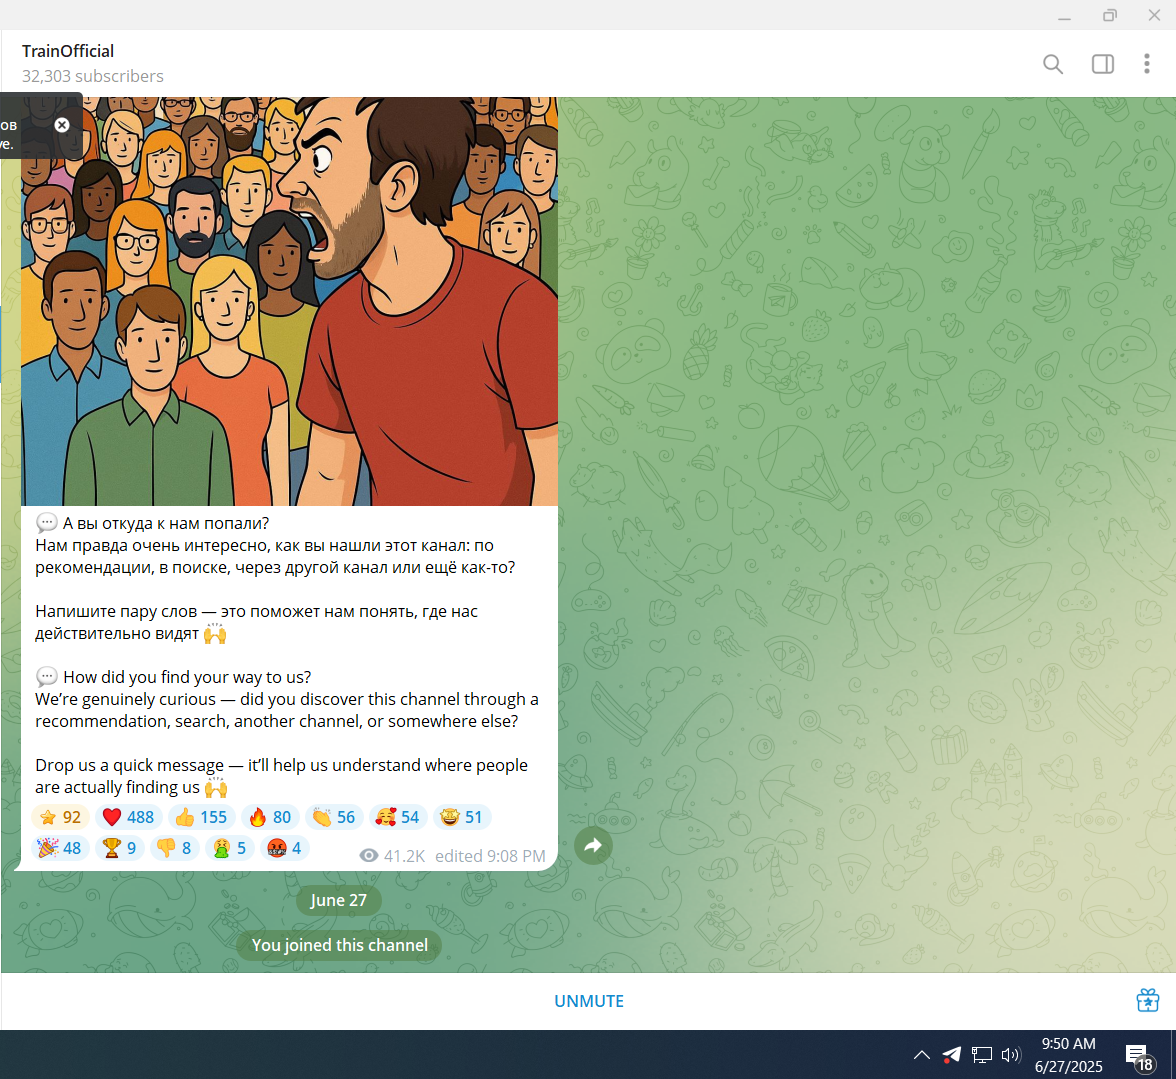 TrainOfficial
32,303 subscribers
ов
ve.
А вы откуда к нам попали?
Нам правда очень интересно, как вы нашли этот канал: по
рекомендации, в поиске, через другой канал или ещё как-то?
Напишите пару слов — это поможет нам понять, где нас
действительно видят
How did you find your way to us?
We’re genuinely curious — did you discover this channel through a
recommendation, search, another channel, or somewhere else?
Drop us a quick message — it’ll help us understand where people
are actually finding us
92 488 155 80 56 54 51
48 9 8 5 4
41.2K edited 9:08 PM
June 27
You joined this channel
UNMUTE
9:50 AM
6/27/2025
18